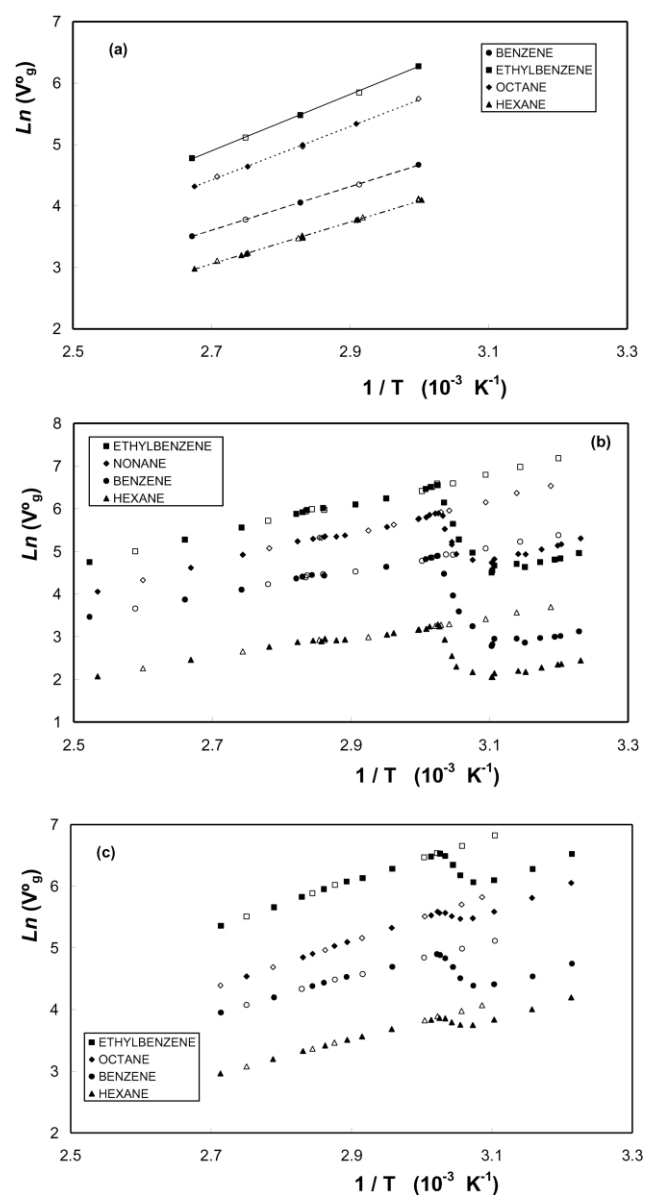 7
6
5
4
3
2
Ln (V°g)
(a)
BENZENE
ETHYLBENZENE
OCTANE
HEXANE
2.5 2.7 2.9 3.1 3.3
1 / T (10⁻³ K⁻¹)
8
7
6
5
4
3
2
1
Ln (V°g)
ETHYLBENZENE
NONANE
BENZENE
HEXANE
(b)
2.5 2.7 2.9 3.1 3.3
1 / T (10⁻³ K⁻¹)
7
6
5
4
3
2
Ln (V°g)
(c)
ETHYLBENZENE
OCTANE
BENZENE
HEXANE
2.5 2.7 2.9 3.1 3.3
1 / T (10⁻³ K⁻¹)